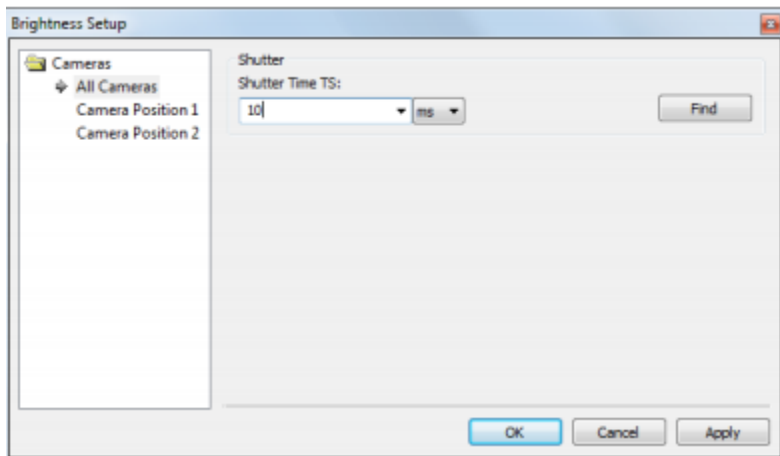 Brightness Setup
Cameras
All Cameras
Camera Position 1
Camera Position 2
Shutter
Shutter Time TS:
10
ms
Find
OK
Cancel
Apply